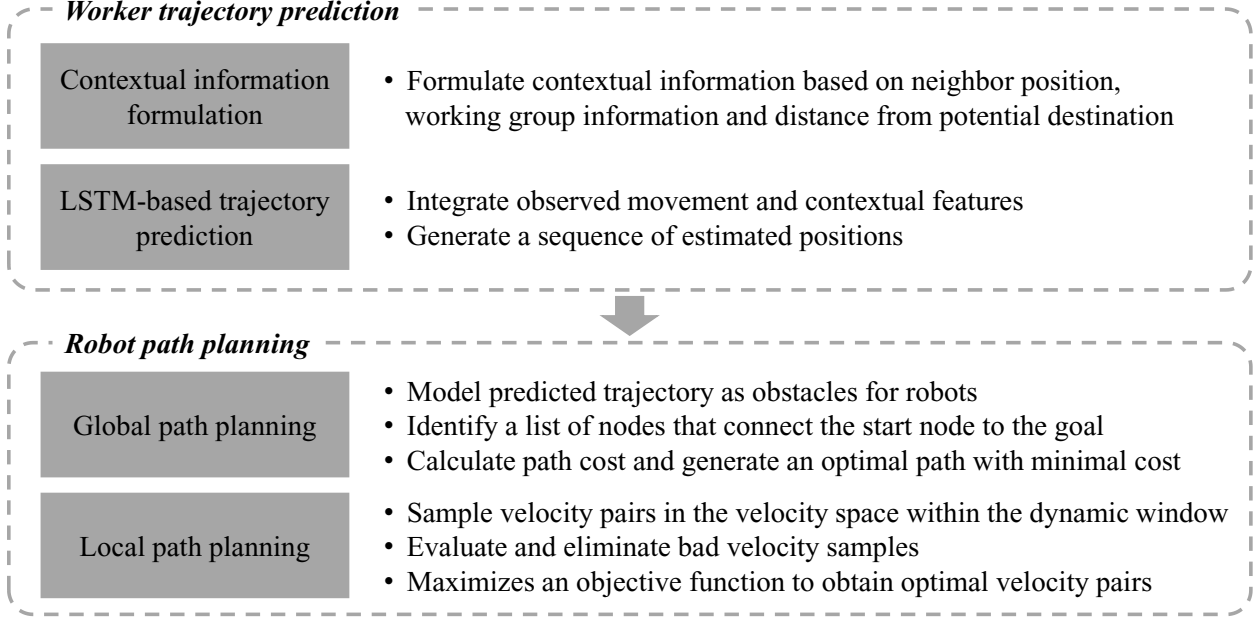 Worker trajectory prediction
Contextual information
formulation
• Formulate contextual information based on neighbor position,
working group information and distance from potential destination
LSTM-based trajectory
prediction
• Integrate observed movement and contextual features
• Generate a sequence of estimated positions
Robot path planning
Global path planning
• Model predicted trajectory as obstacles for robots
• Identify a list of nodes that connect the start node to the goal
• Calculate path cost and generate an optimal path with minimal cost
Local path planning
• Sample velocity pairs in the velocity space within the dynamic window
• Evaluate and eliminate bad velocity samples
• Maximizes an objective function to obtain optimal velocity pairs